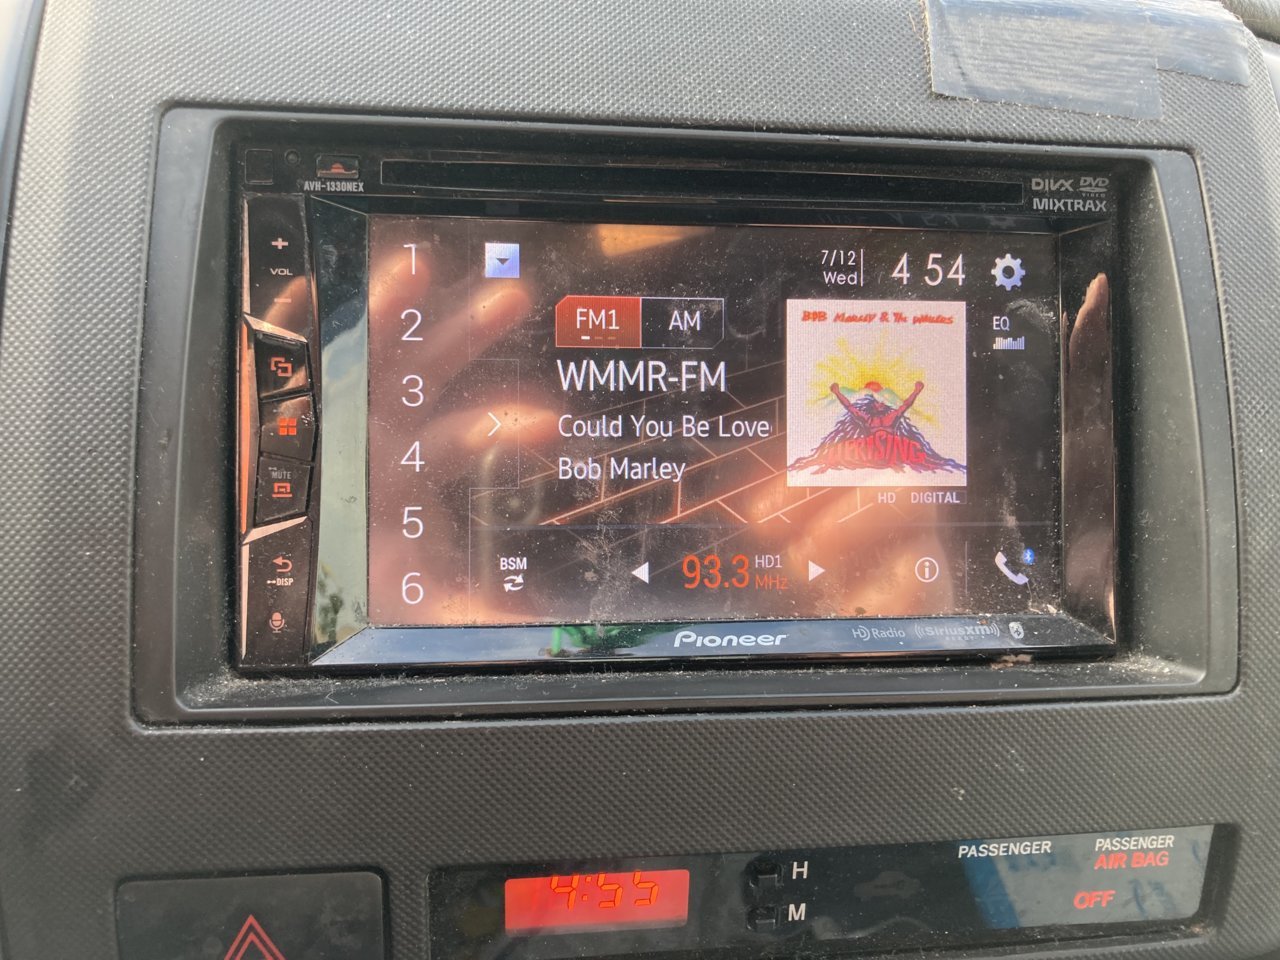 AVH-1330NEX
DIVX DVD
VIDEO
MIXTRAX
+
VOL
−
MUTE
DISP
1
2
3
4
5
6
7/12
Wed
4 54
FM1
AM
EQ
WMMR-FM
Could You Be Love
Bob Marley
BOB MARLEY & The WAILERS
UPRISING
HD DIGITAL
BSM
93.3
HD1
MHz
Pioneer
HD Radio
((SiriusXM))
READY
PASSENGER
PASSENGER
AIR BAG
OFF
4:55
H
M